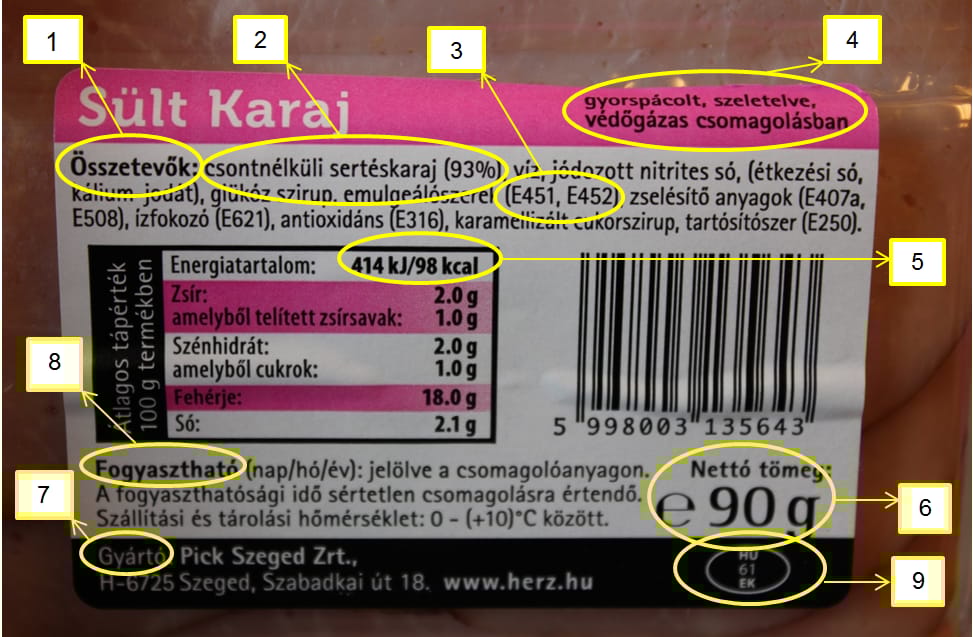 1
2
3
4
Sült Karaj
gyorspácolt, szeletelve,
védőgázas csomagolásban
Összetevők: csontnélküli sertéskaraj (93%), víz, jódozott nitrites só, (étkezési só,
kálium-jodát), glükóz szirup, emulgeálószerek (E451, E452), zselésítő anyagok (E407a,
E508), ízfokozó (E621), antioxidáns (E316), karamellizált cukorszirup, tartósítószer (E250).
Átlagos tápérték
100 g termékben
Energiatartalom: 414 kJ/98 kcal
Zsír: 2.0 g
amelyből telített zsírsavak: 1.0 g
Szénhidrát: 2.0 g
amelyből cukrok: 1.0 g
Fehérje: 18.0 g
Só: 2.1 g
5 998003 135643
5
8
Fogyasztható (nap/hó/év): jelölve a csomagolóanyagon.
A fogyaszthatósági idő sértetlen csomagolásra értendő.
Szállítási és tárolási hőmérséklet: 0 - (+10)°C között.
Nettó tömeg:
℮ 90 g
7
6
Gyártó Pick Szeged Zrt.,
H-6725 Szeged, Szabadkai út 18. www.herz.hu
HU
61
EK
9